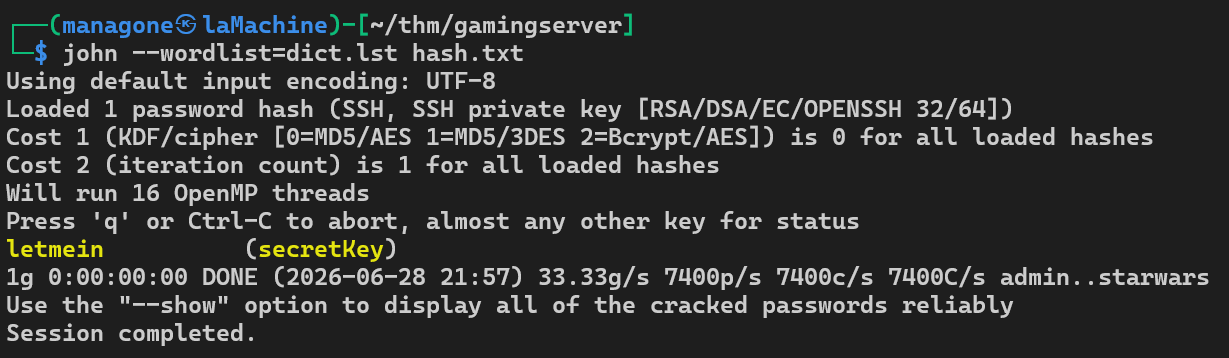 ┌──(managone㉿laMachine)-[~/thm/gamingserver]
└─$ john --wordlist=dict.lst hash.txt
Using default input encoding: UTF-8
Loaded 1 password hash (SSH, SSH private key [RSA/DSA/EC/OPENSSH 32/64])
Cost 1 (KDF/cipher [0=MD5/AES 1=MD5/3DES 2=Bcrypt/AES]) is 0 for all loaded hashes
Cost 2 (iteration count) is 1 for all loaded hashes
Will run 16 OpenMP threads
Press 'q' or Ctrl-C to abort, almost any other key for status
letmein          (secretKey)
1g 0:00:00:00 DONE (2026-06-28 21:57) 33.33g/s 7400p/s 7400c/s 7400C/s admin..starwars
Use the "--show" option to display all of the cracked passwords reliably
Session completed.